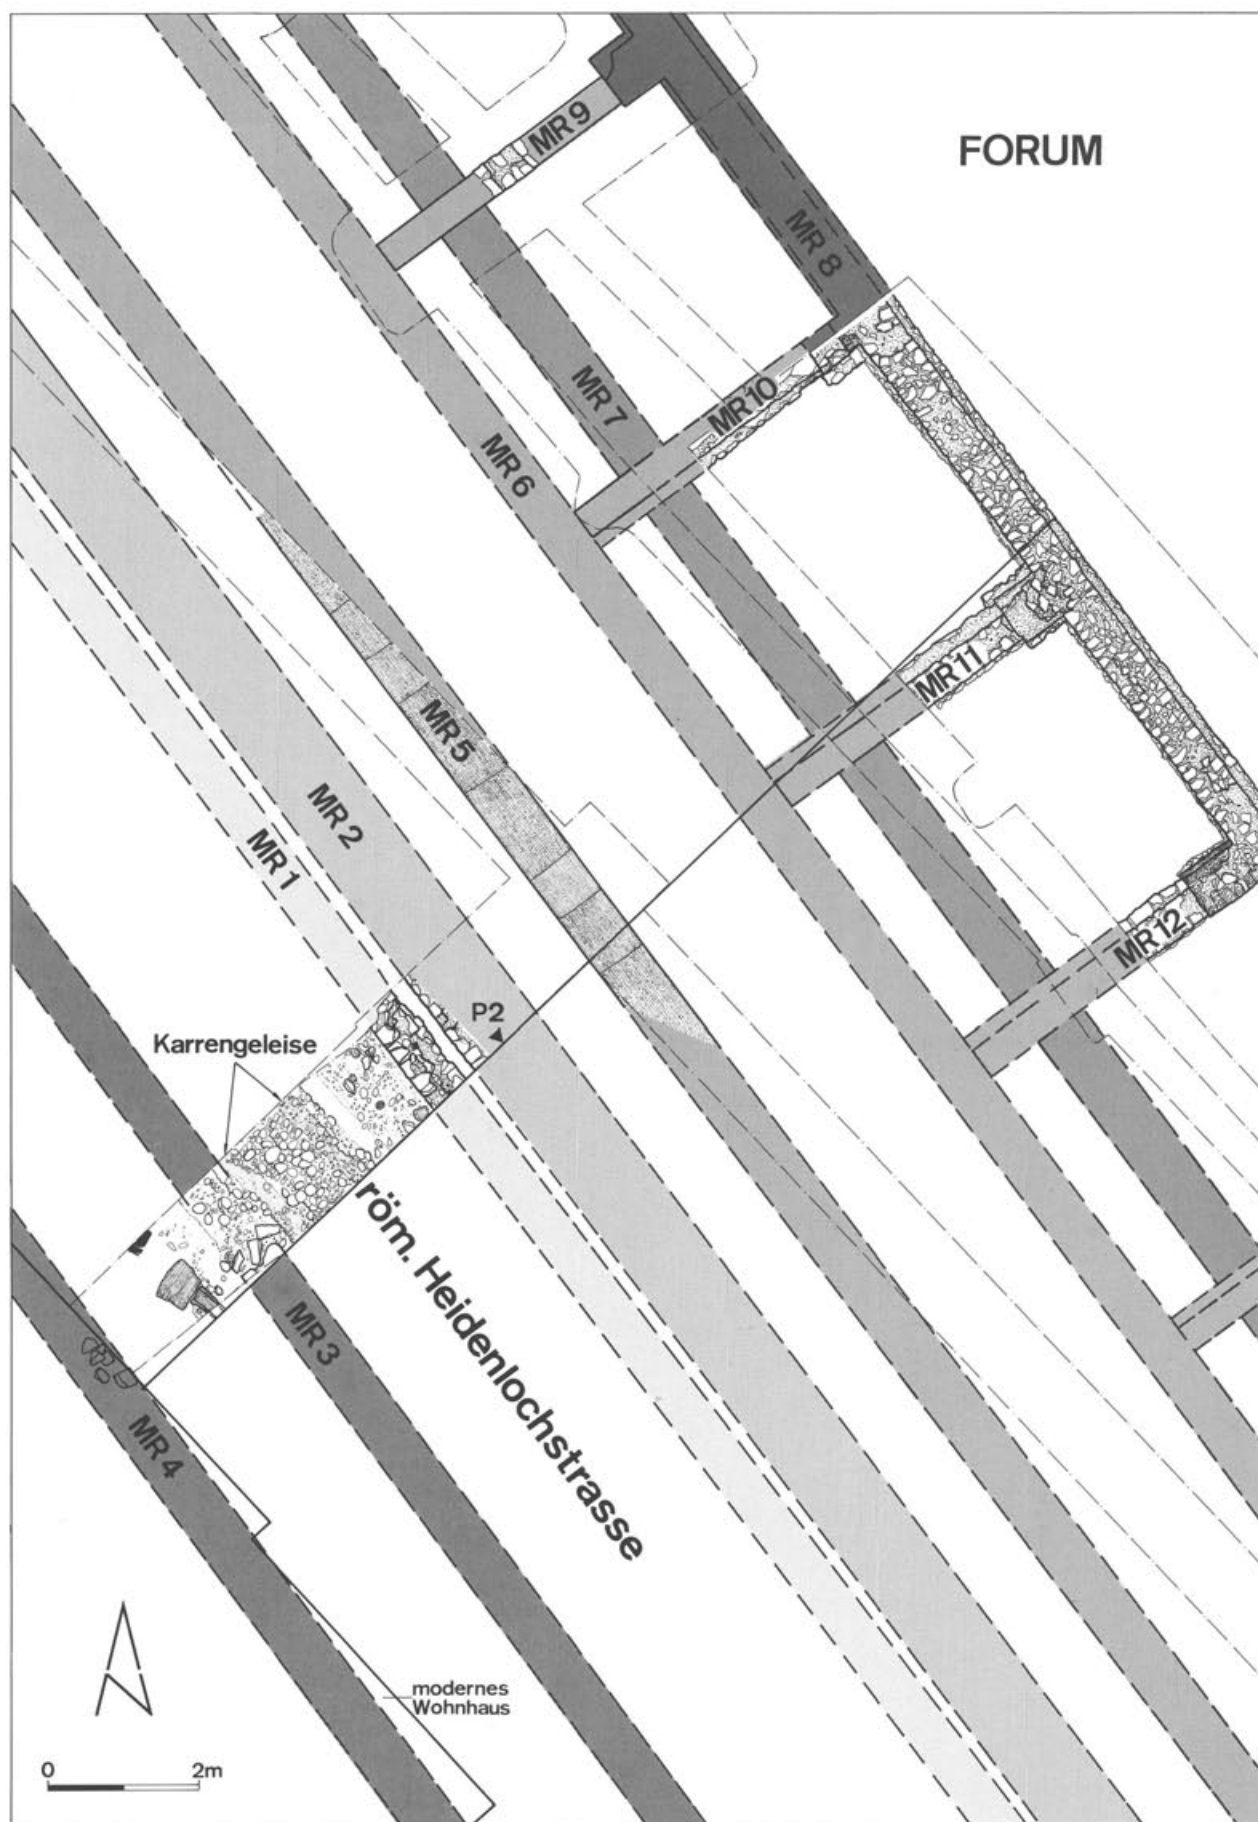 MR 9
FORUM
MR 8
MR 7
MR 10
MR 6
MR 11
MR 5
MR 2
MR 1
MR 12
P2
Karrengeleise
röm. Heidenlochstrasse
MR 3
MR 4
modernes
Wohnhaus
N
0 2m